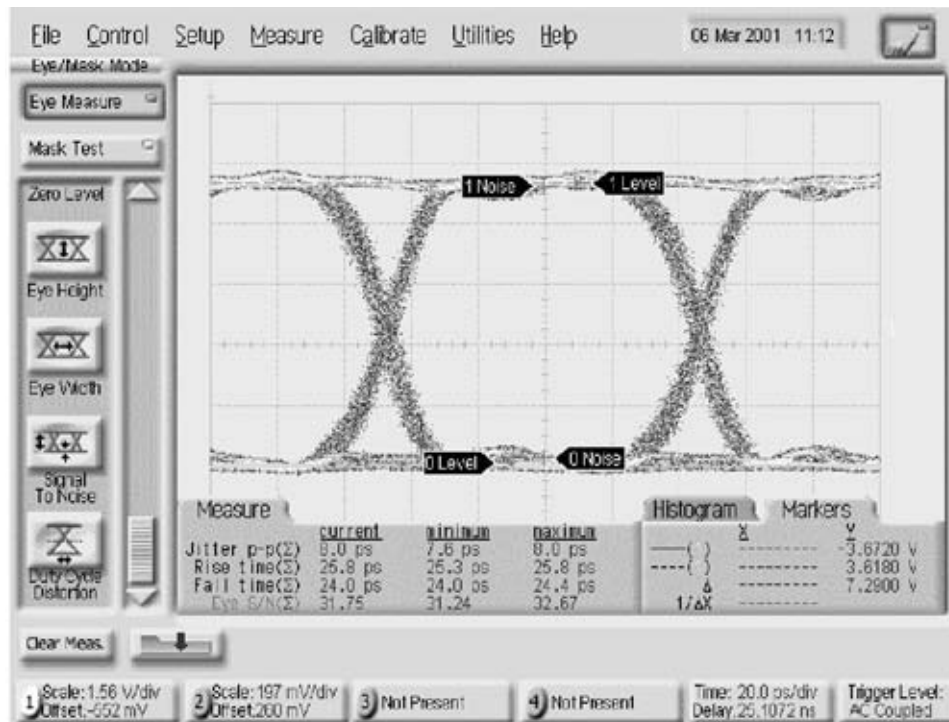 File Control Setup Measure Calibrate Utilities Help 06 Mar 2001 11:12
Eye/Mask Mode
Eye Measure
Mask Test
Zero Level
Eye Height
Eye Width
Signal
To Noise
Duty Cycle
Distortion
1 Noise
1 Level
0 Level
0 Noise
Measure
current minimum maximum
Jitter p-p(Σ) 8.0 ps 7.6 ps 8.0 ps
Rise time(Σ) 25.8 ps 25.3 ps 25.8 ps
Fall time(Σ) 24.0 ps 24.0 ps 24.4 ps
Eye S/N(Σ) 31.75 31.24 32.67
Histogram Markers
X Y
——( ) --------- -3.6720 V
----( ) --------- 3.6180 V
Δ --------- 7.2900 V
1/ΔX ---------
Clear Meas.
1 Scale: 1.56 V/div
Offset:-552 mV
2 Scale: 197 mV/div
Offset:260 mV
3 Not Present
4 Not Present
Time: 20.0 ps/div
Delay:25.1072 ns
Trigger Level:
AC Coupled